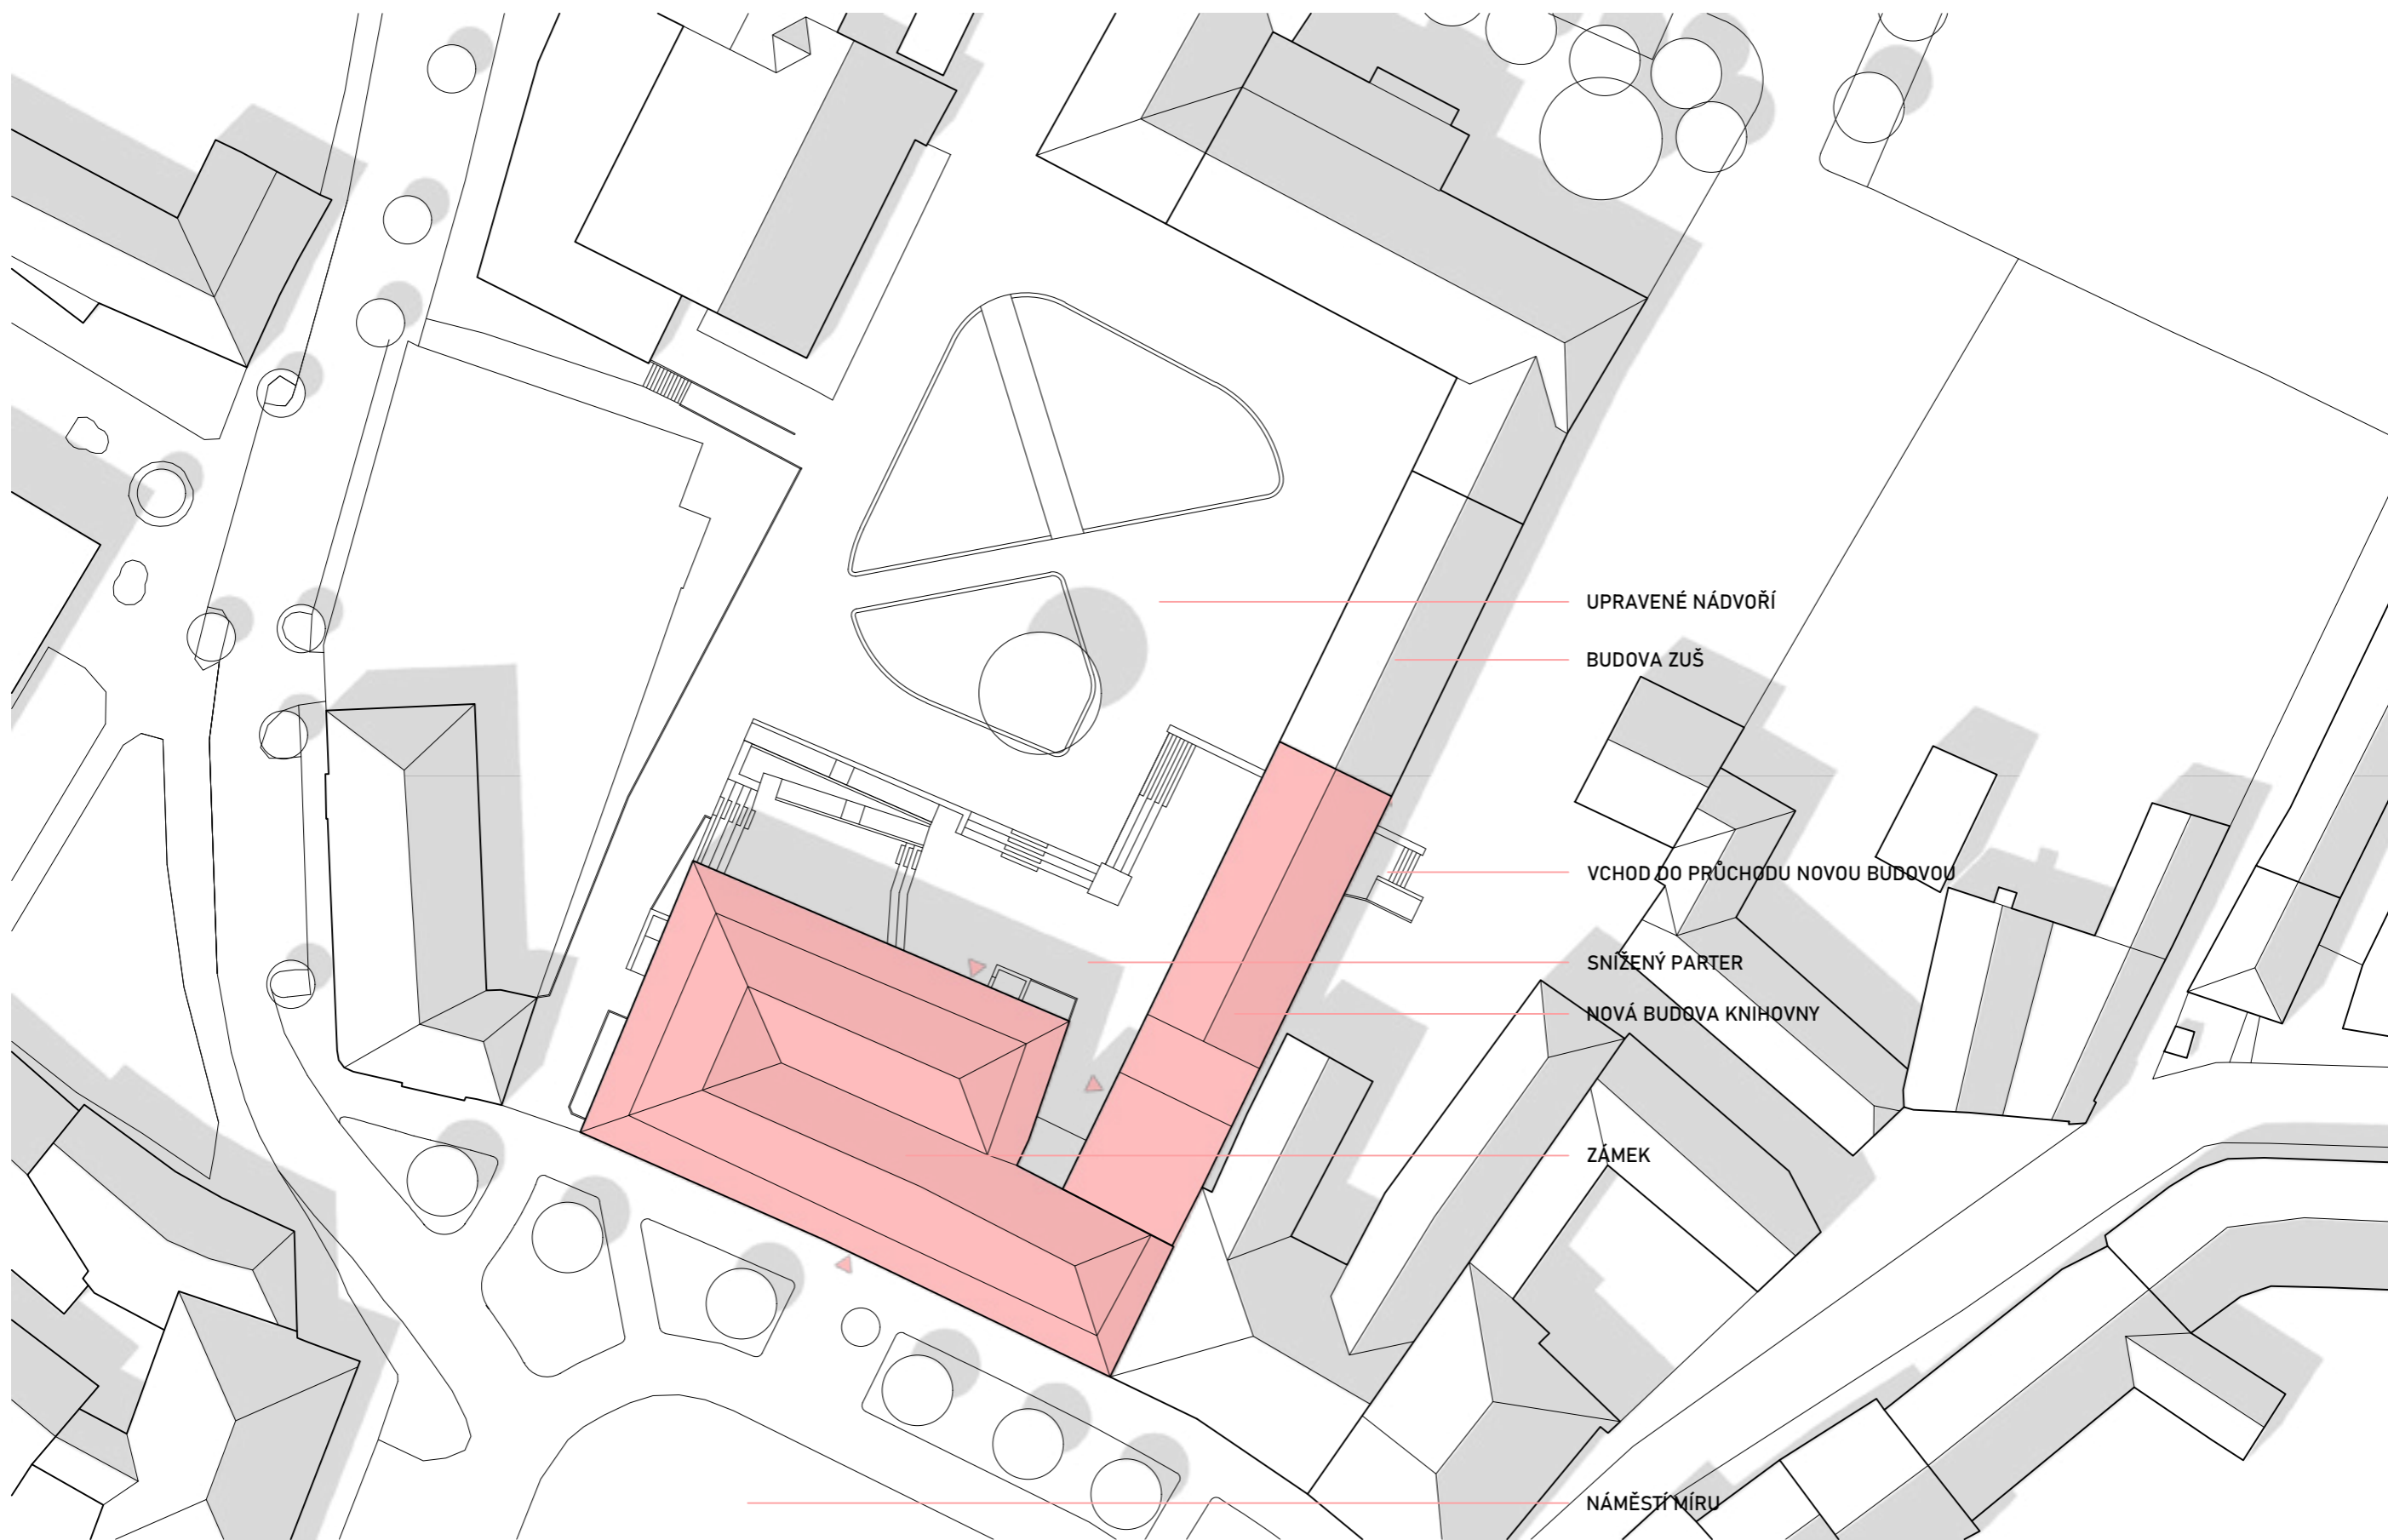 UPRAVENÉ NÁDVOŘÍ
BUDOVA ZUŠ
VCHOD DO PRŮCHODU NOVOU BUDOVOU
SNÍŽENÝ PARTER
NOVÁ BUDOVA KNIHOVNY
ZÁMEK
NÁMĚSTÍ MÍRU